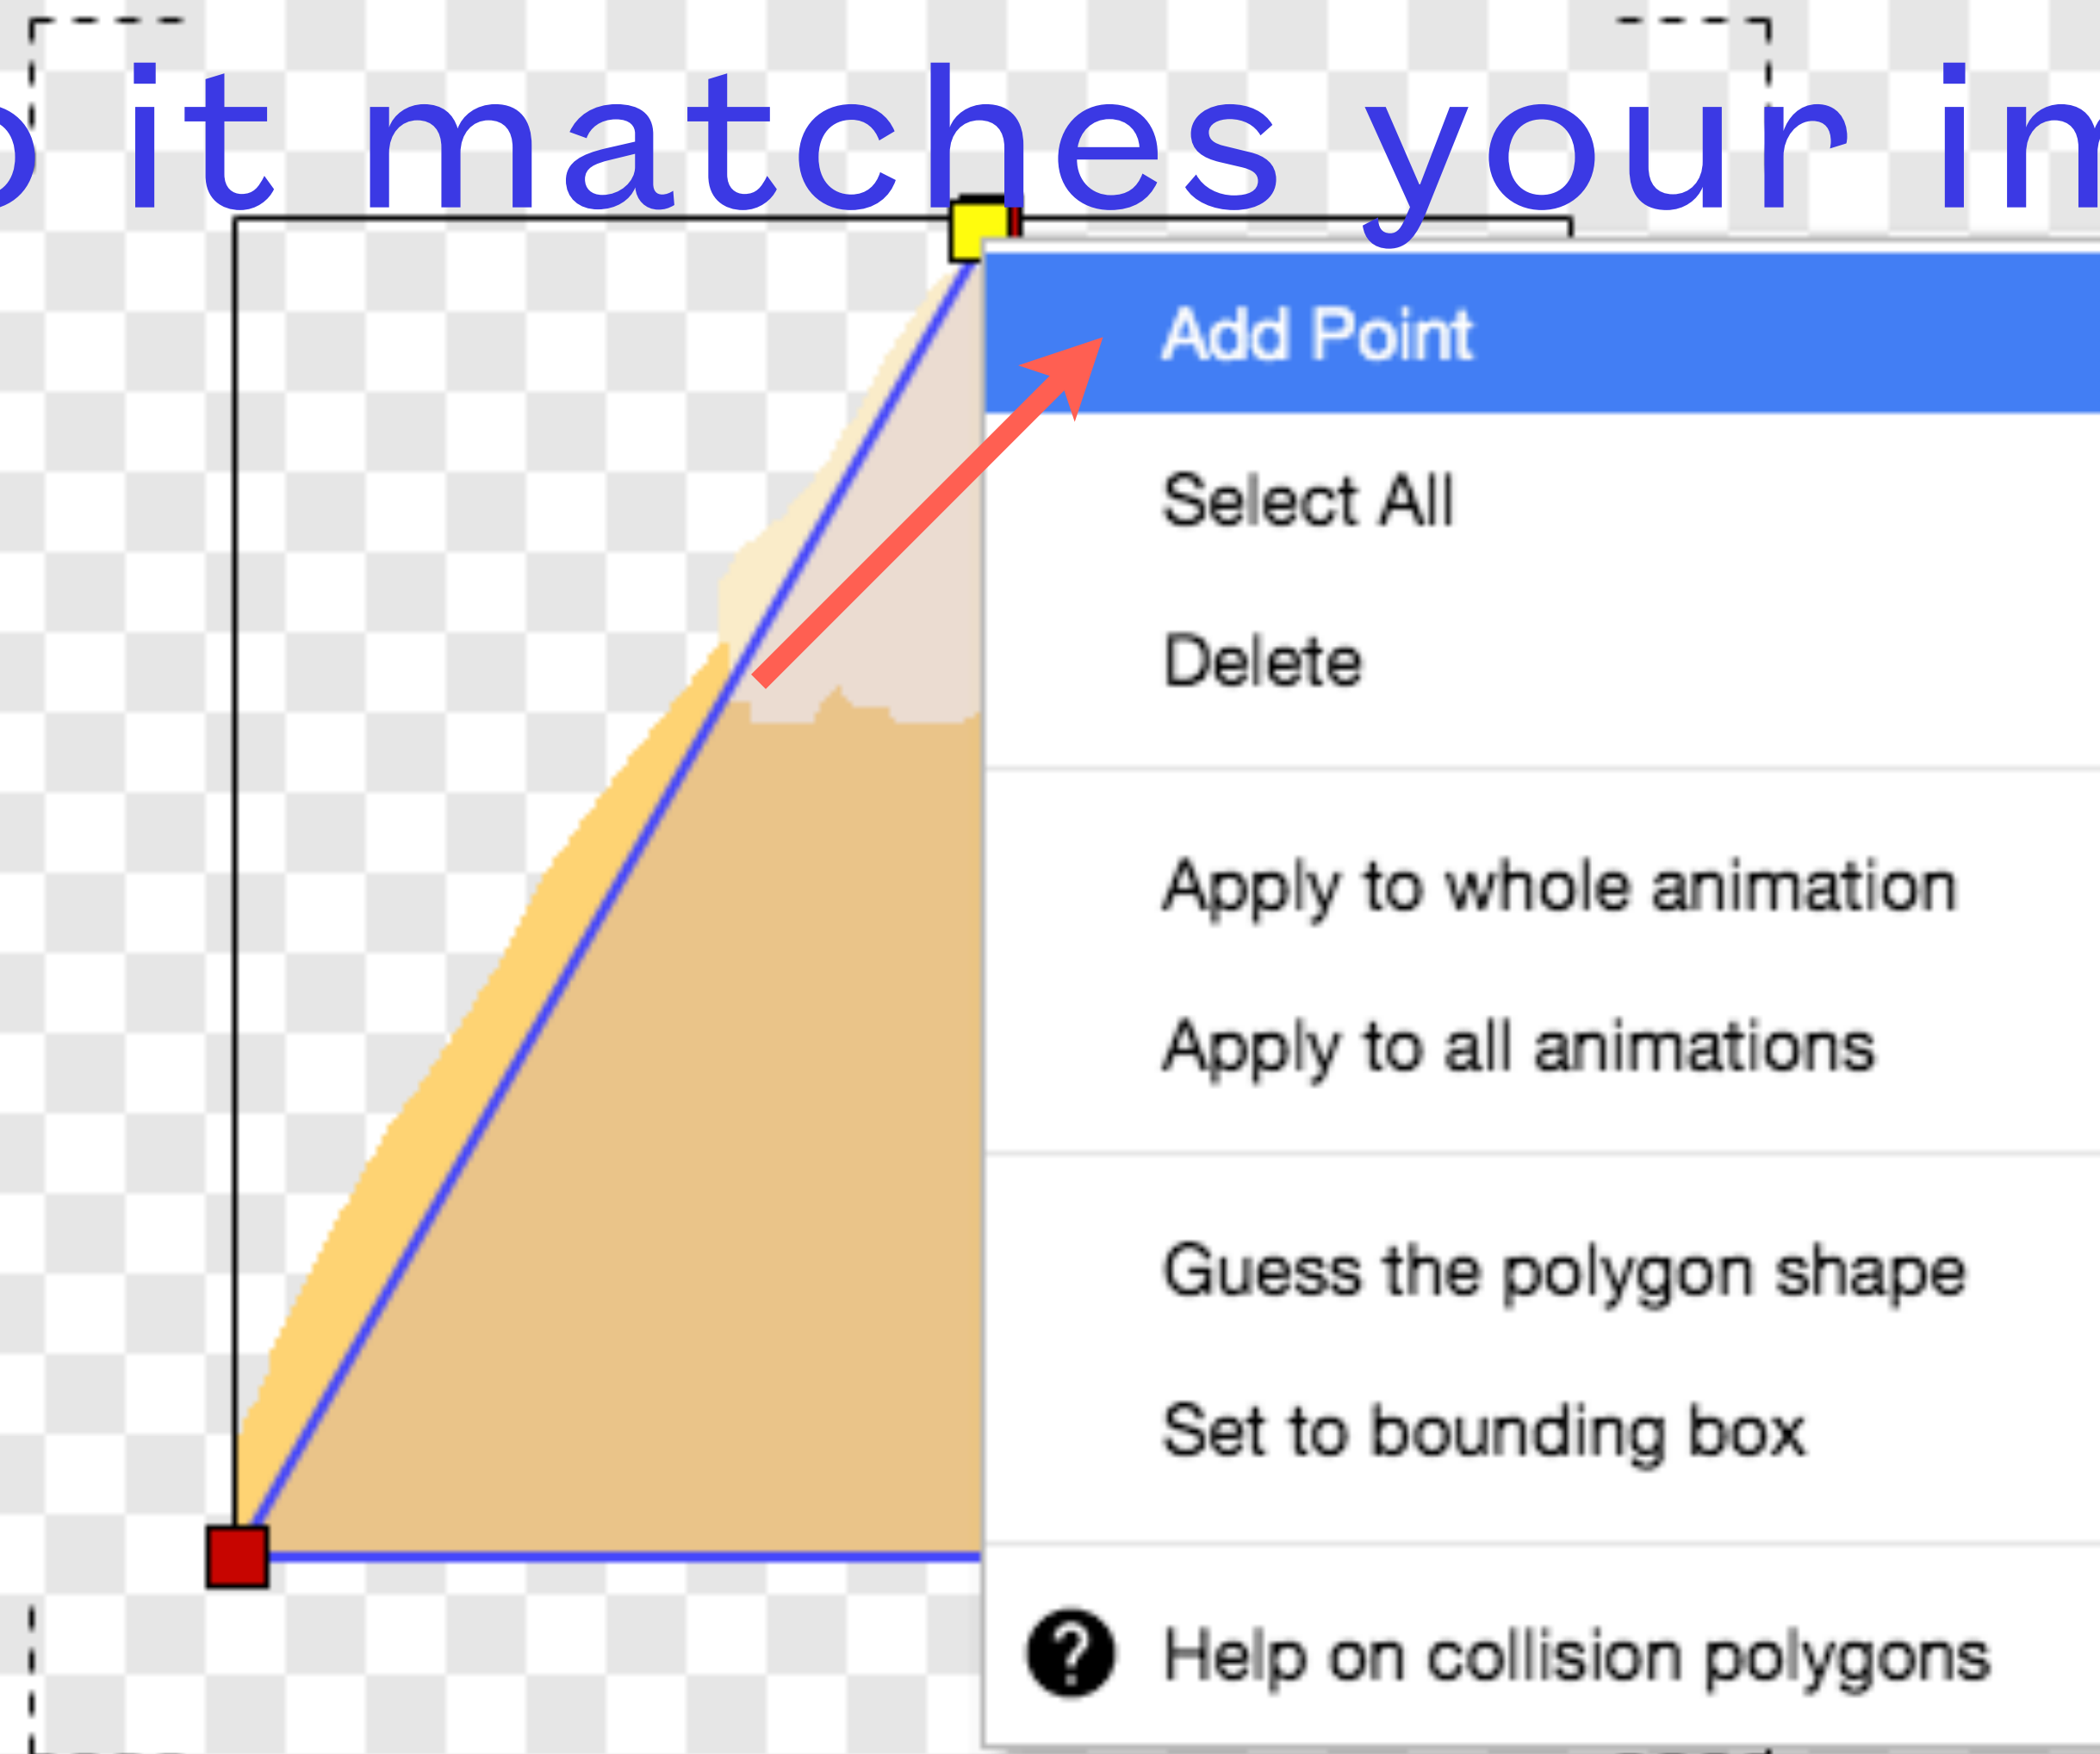 it matches your
Add Point
Select All
Delete
Apply to whole animation
Apply to all animations
Guess the polygon shape
Set to bounding box
Help on collision polygons